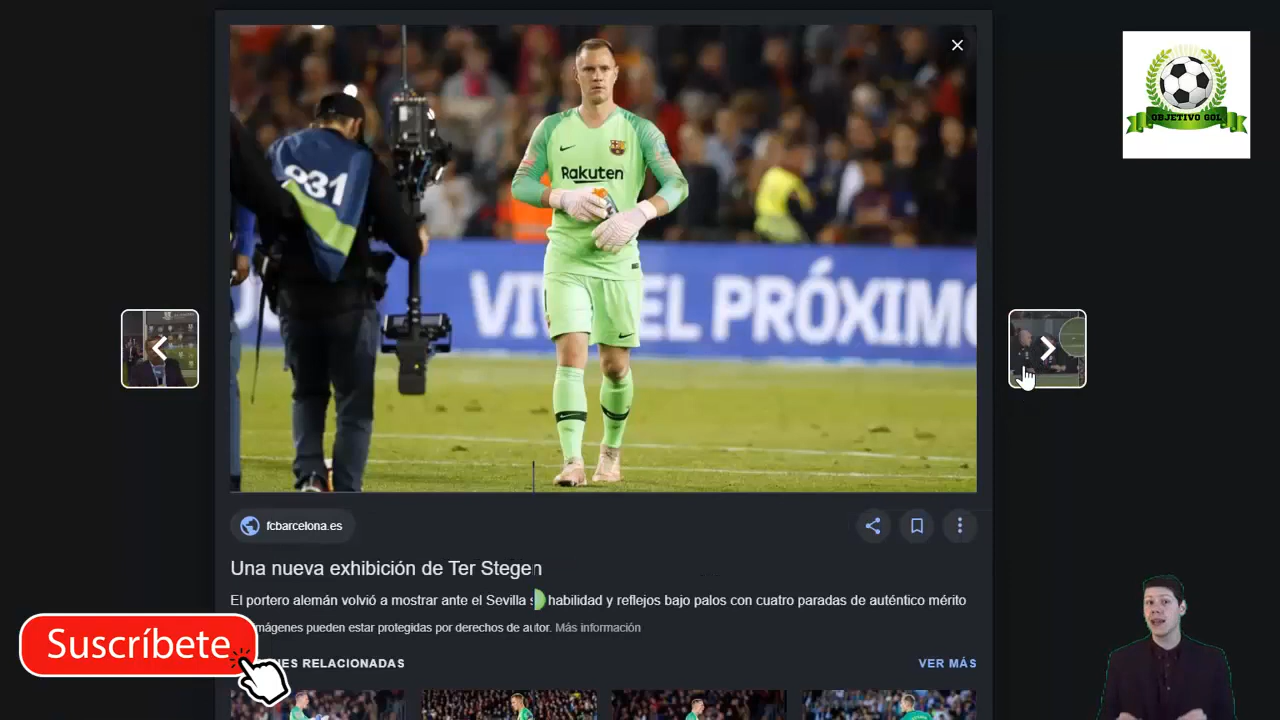 OBJETIVO GOL
931
Rakuten
VIVE EL PRÓXIMO
fcbarcelona.es
Una nueva exhibición de Ter Stegen
El portero alemán volvió a mostrar ante el Sevilla s habilidad y reflejos bajo palos con cuatro paradas de auténtico mérito
imágenes pueden estar protegidas por derechos de autor. Más información
Suscríbete
ES RELACIONADAS
VER MÁS